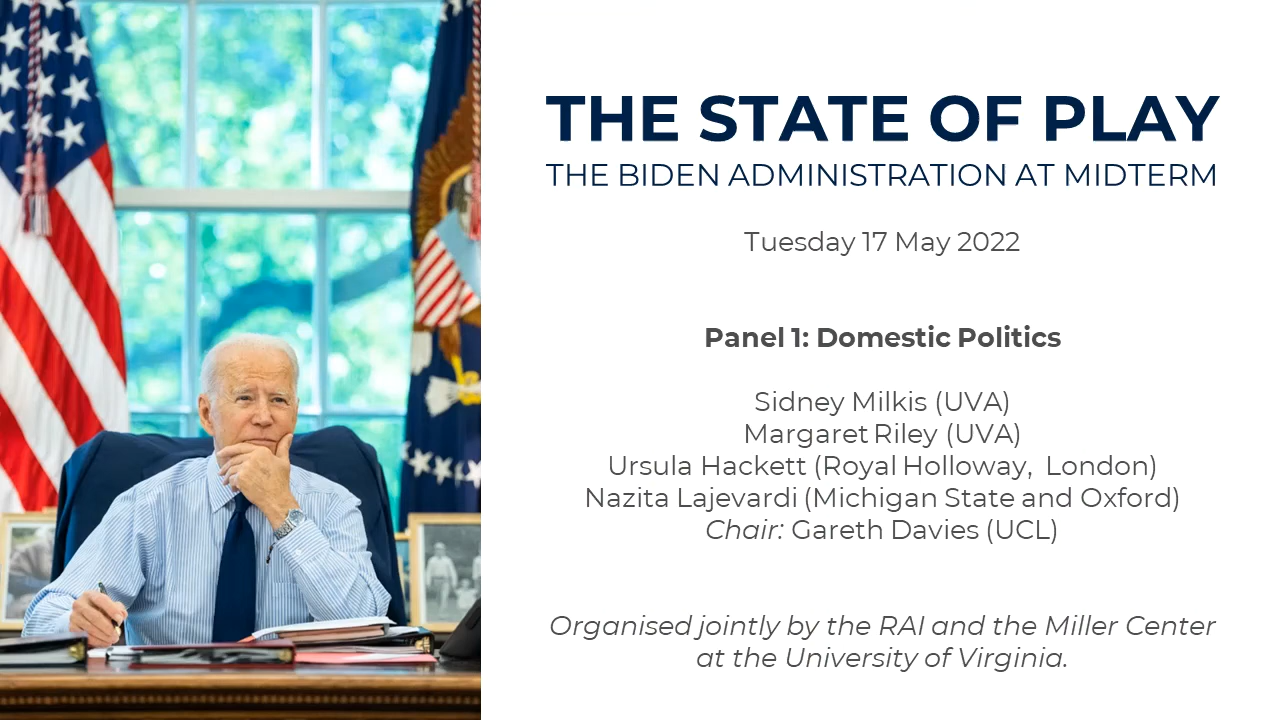 THE STATE OF PLAY
THE BIDEN ADMINISTRATION AT MIDTERM
Tuesday 17 May 2022
Panel 1: Domestic Politics
Sidney Milkis (UVA)
Margaret Riley (UVA)
Ursula Hackett (Royal Holloway, London)
Nazita Lajevardi (Michigan State and Oxford)
Chair: Gareth Davies (UCL)
Organised jointly by the RAI and the Miller Center
at the University of Virginia.